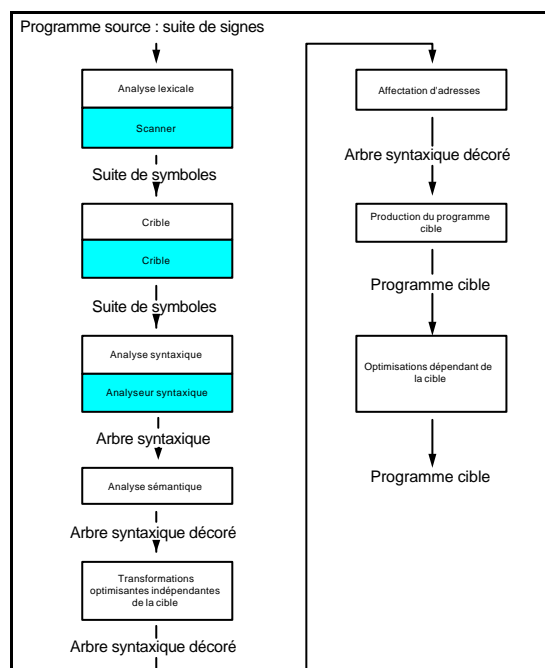 Programme source : suite de signes
Analyse lexicale
Scanner
Suite de symboles
Crible
Crible
Suite de symboles
Analyse syntaxique
Analyseur syntaxique
Arbre syntaxique
Analyse sémantique
Arbre syntaxique décoré
Transformations
optimisantes indépendantes
de la cible
Arbre syntaxique décoré
Affectation d'adresses
Arbre syntaxique décoré
Production du programme
cible
Programme cible
Optimisations dépendant de
la cible
Programme cible